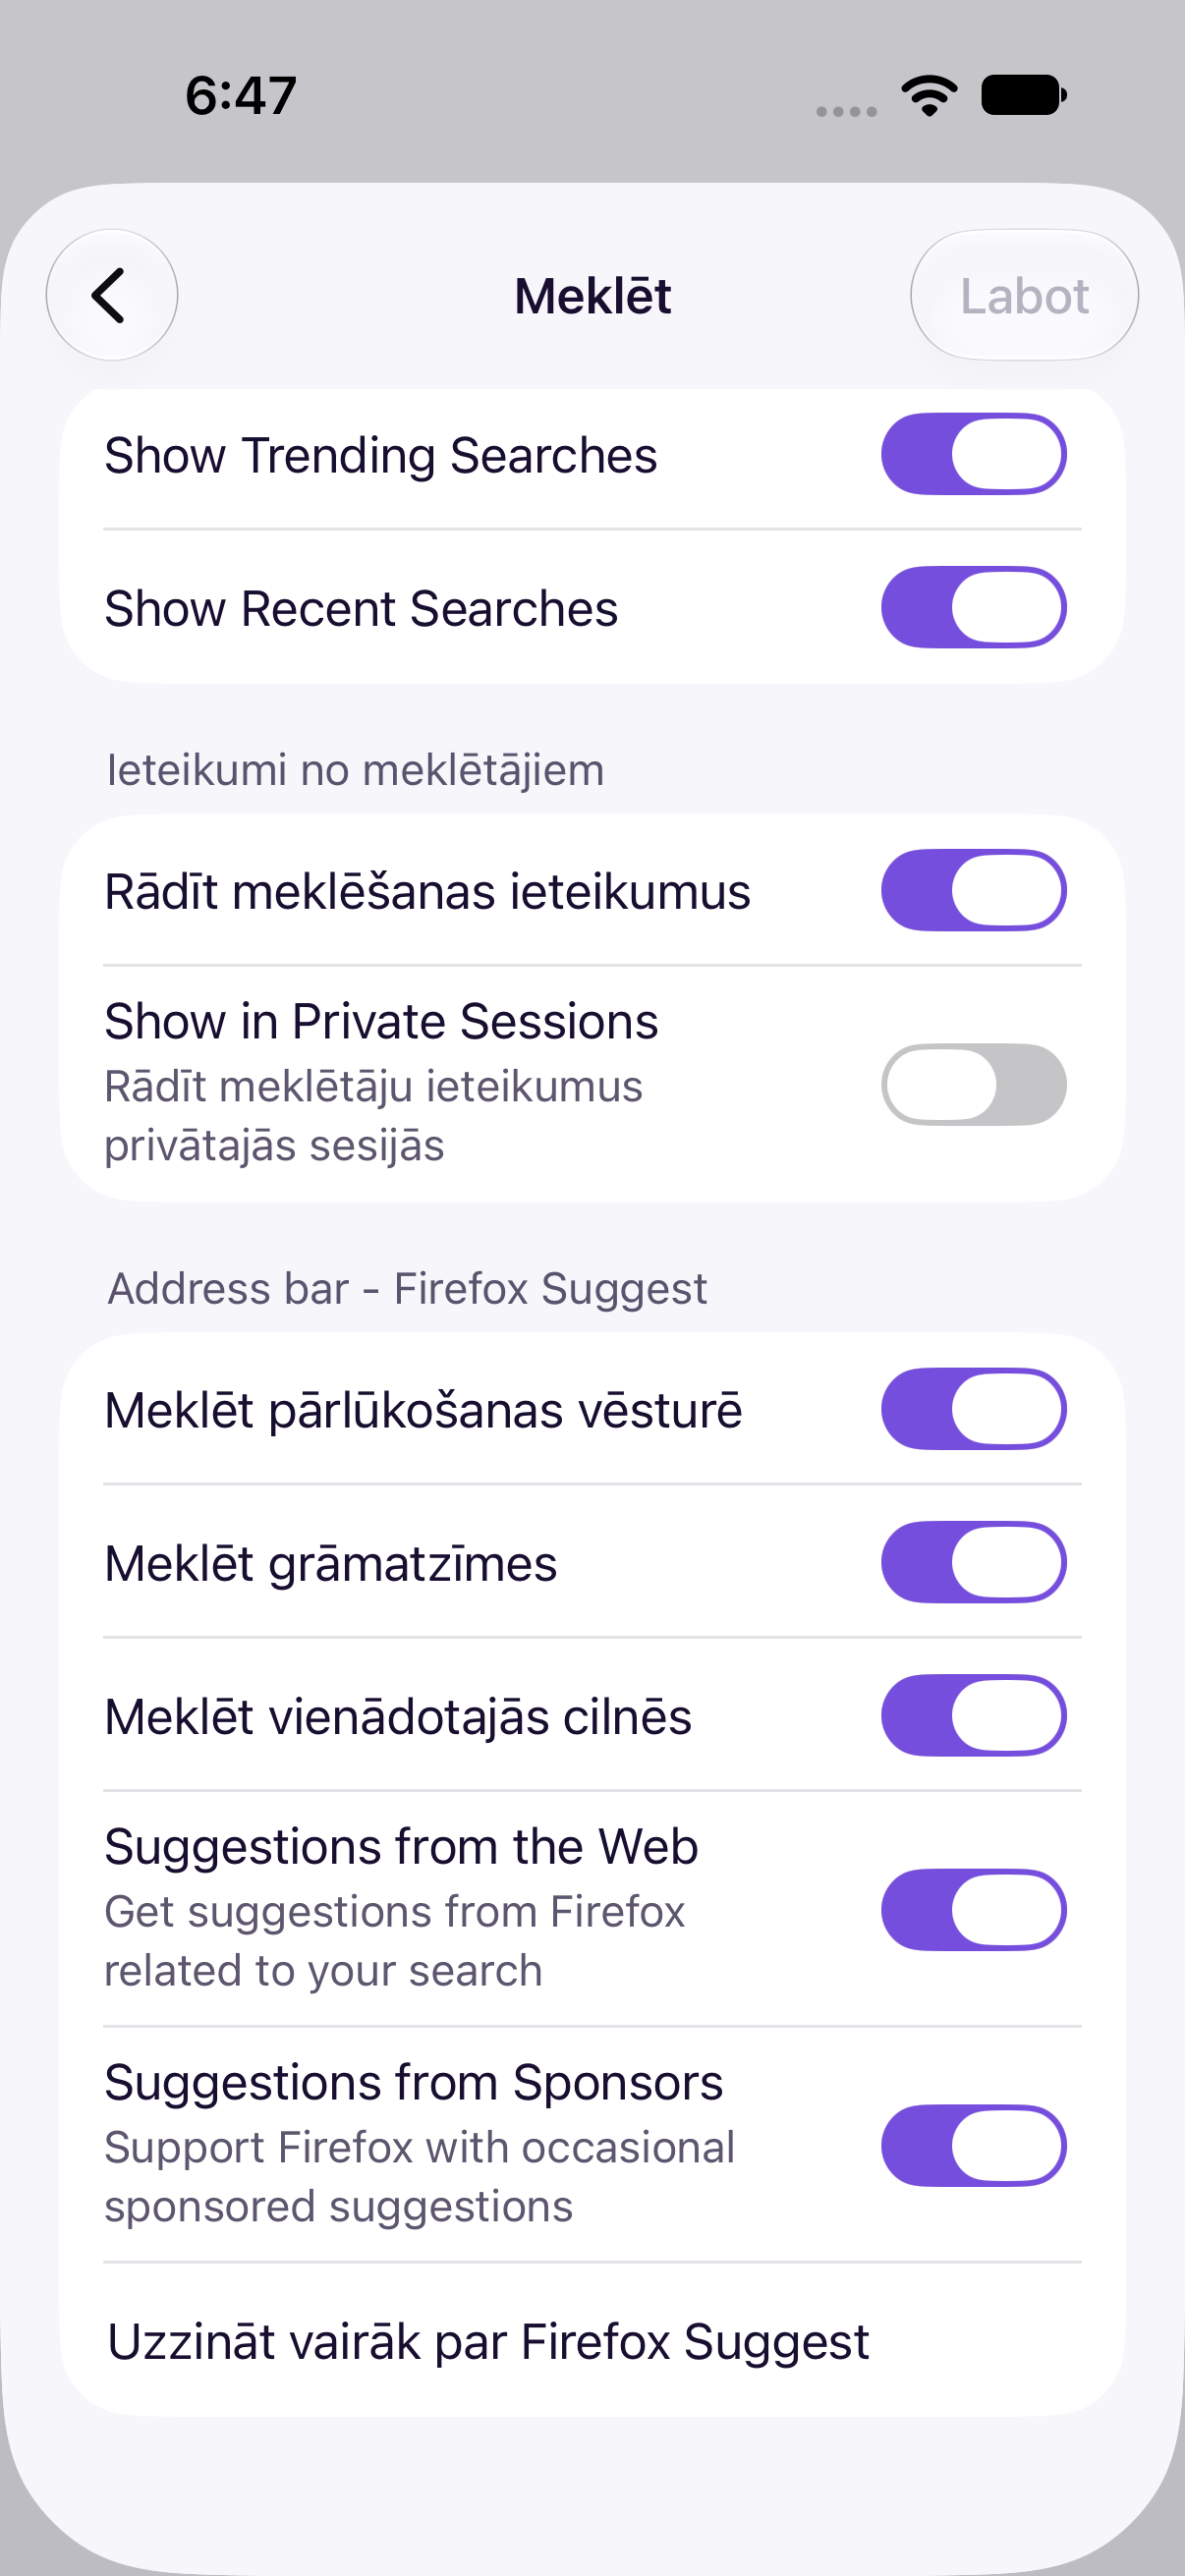 6:47
Meklēt
Labot
Show Trending Searches
Show Recent Searches
Ieteikumi no meklētājiem
Rādīt meklēšanas ieteikumus
Show in Private Sessions
Rādīt meklētāju ieteikumus
privātajās sesijās
Address bar - Firefox Suggest
Meklēt pārlūkošanas vēsturē
Meklēt grāmatzīmes
Meklēt vienādotajās cilnēs
Suggestions from the Web
Get suggestions from Firefox
related to your search
Suggestions from Sponsors
Support Firefox with occasional
sponsored suggestions
Uzzināt vairāk par Firefox Suggest